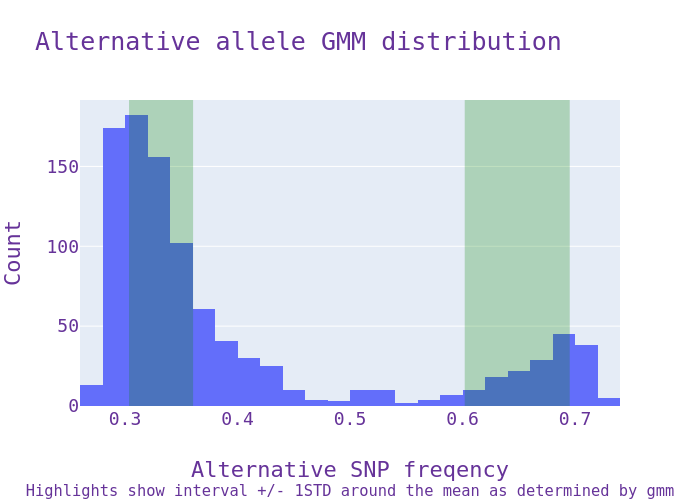 Alternative allele GMM distribution
Count
150
100
50
0
0.3 0.4 0.5 0.6 0.7
Alternative SNP freqency
Highlights show interval +/- 1STD around the mean as determined by gmm